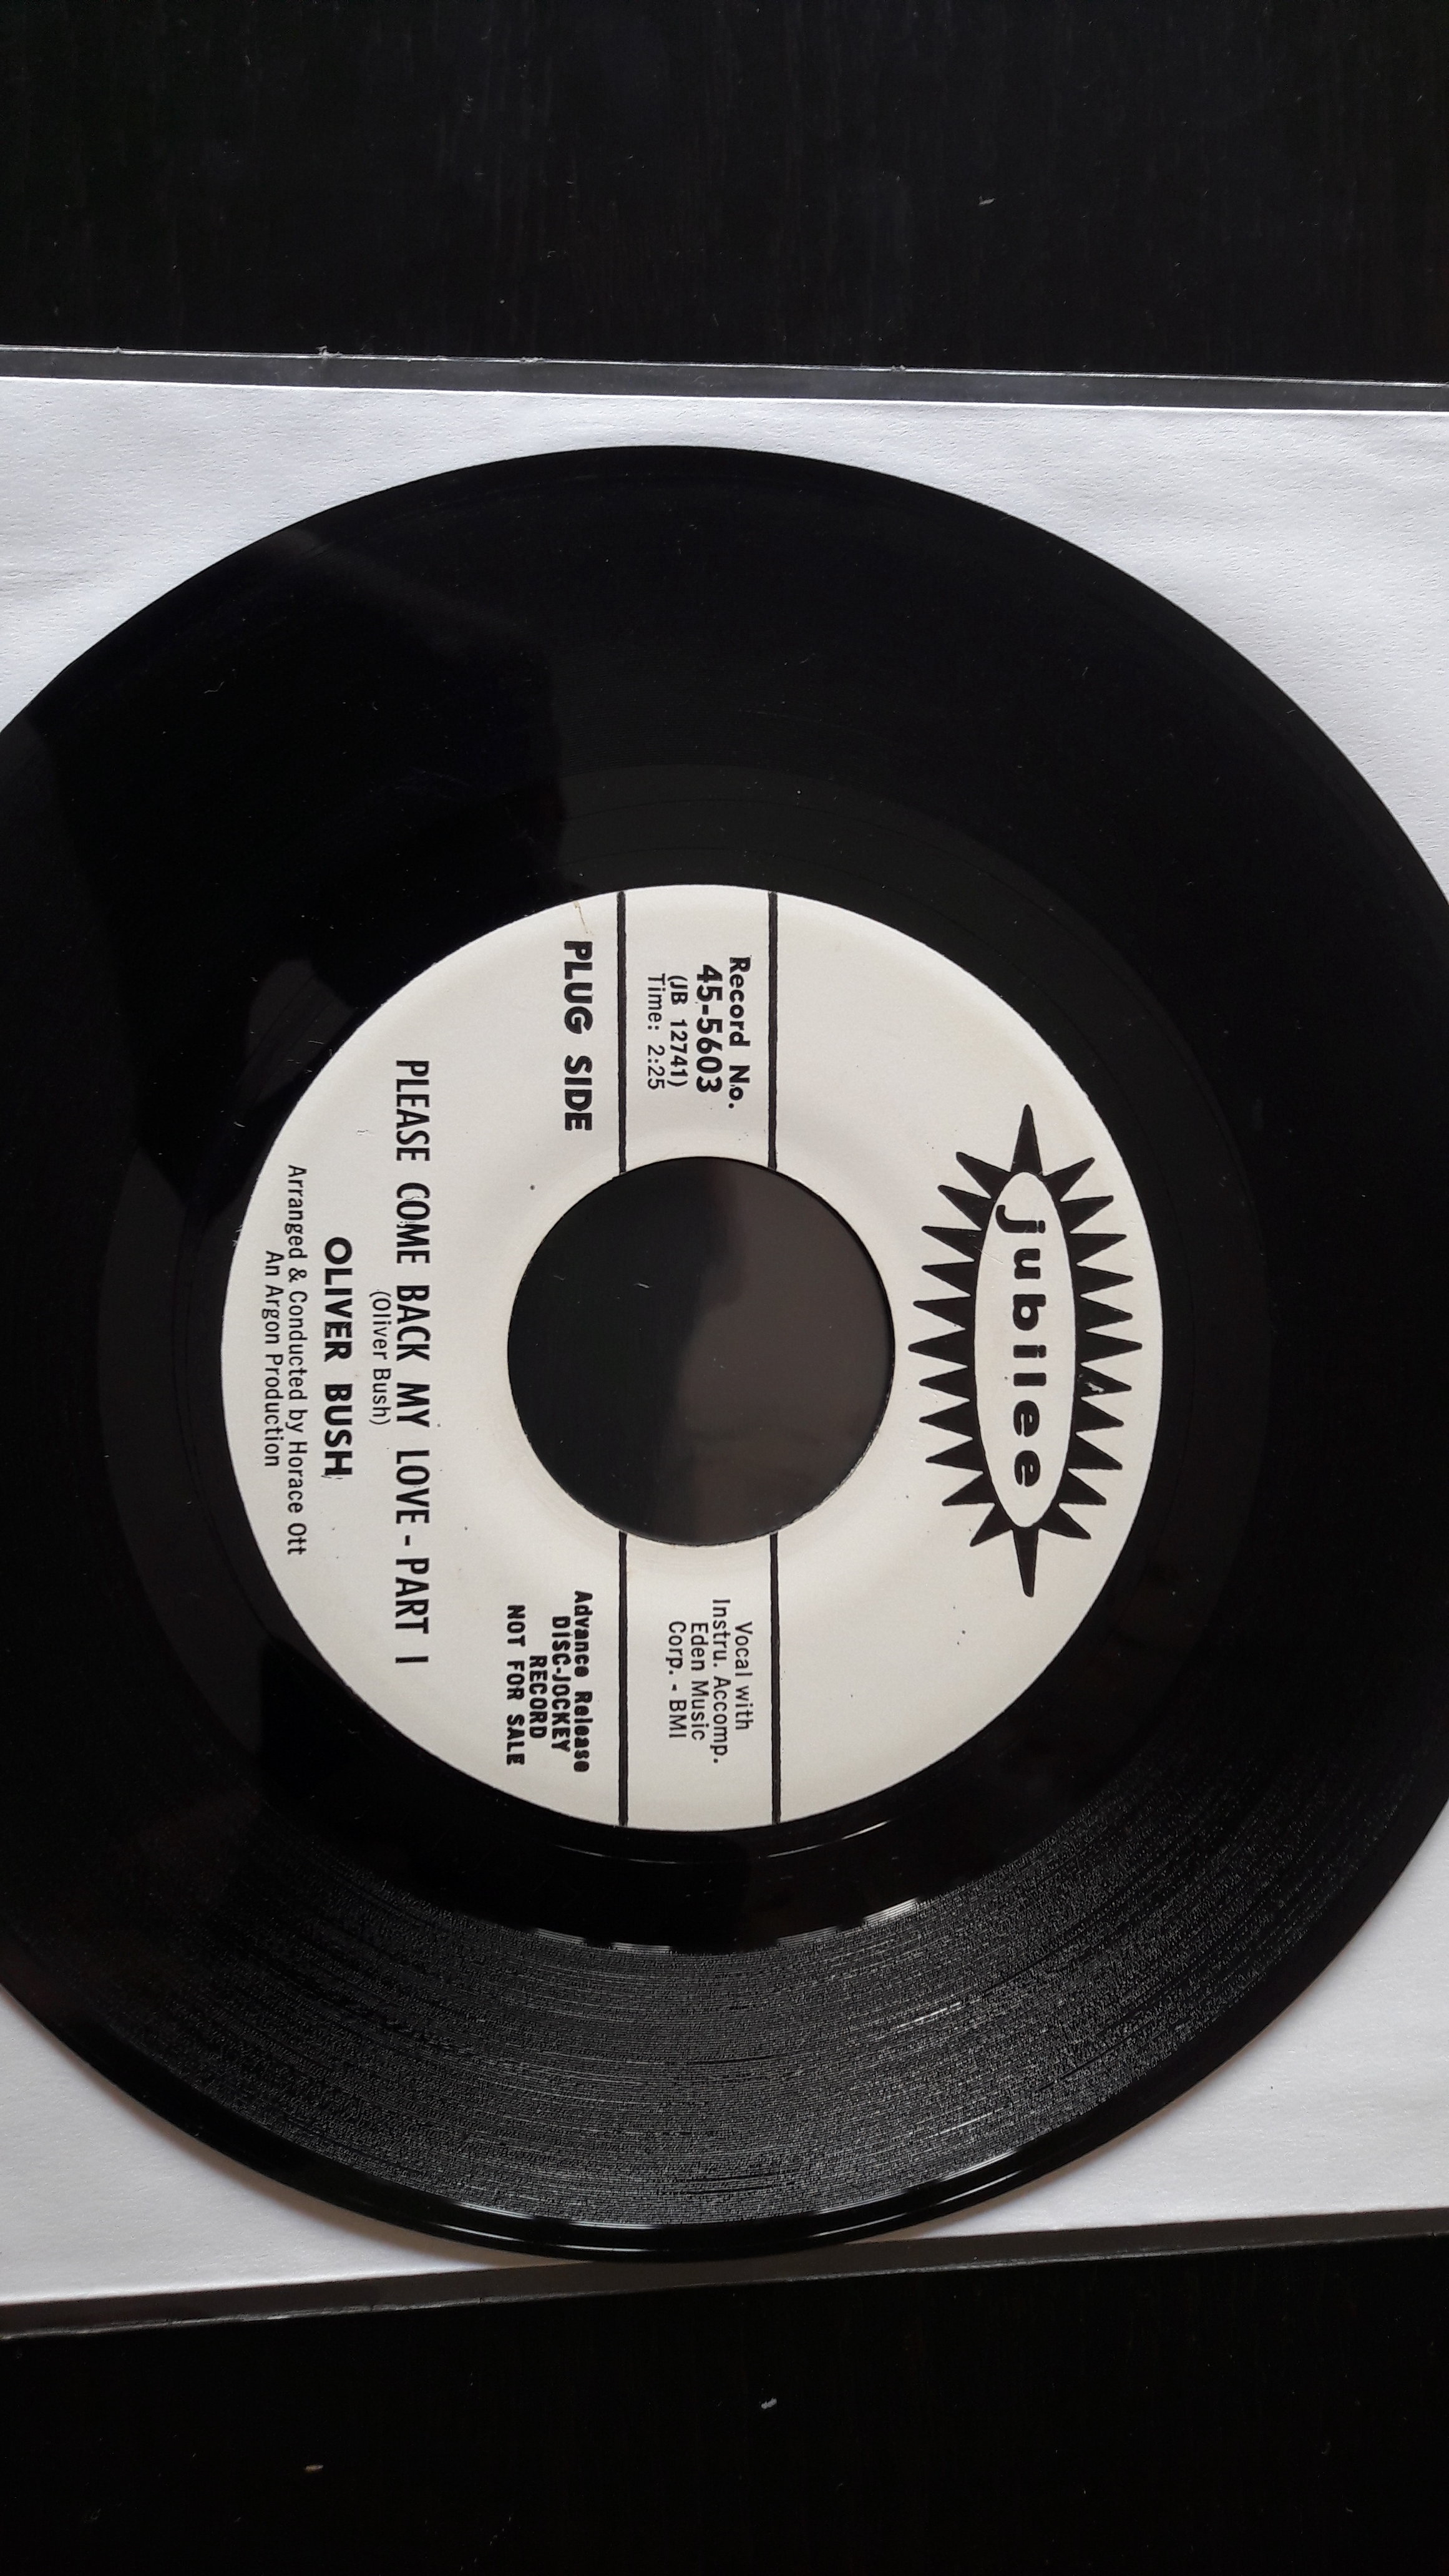 jubilee
Record No.
45-5603
(JB 12741)
Time: 2:25
Vocal with
Instru. Accomp.
Eden Music
Corp. - BMI
PLUG SIDE
Advance Release
DISC-JOCKEY
RECORD
NOT FOR SALE
PLEASE COME BACK MY LOVE - PART I
(Oliver Bush)
OLIVER BUSH
Arranged & Conducted by Horace Ott
An Argon Production